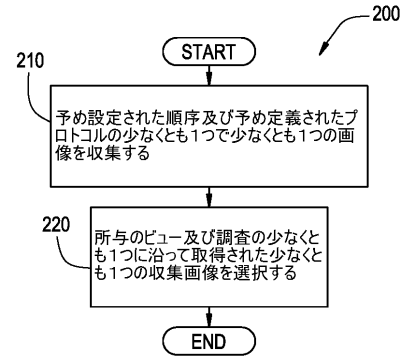 START
200
210
予め設定された順序及び予め定義されたプ
ロトコルの少なくとも1つで少なくとも1つの画
像を収集する
220
所与のビュー及び調査の少なくと
も1つに沿って取得された少なくと
も1つの収集画像を選択する
END